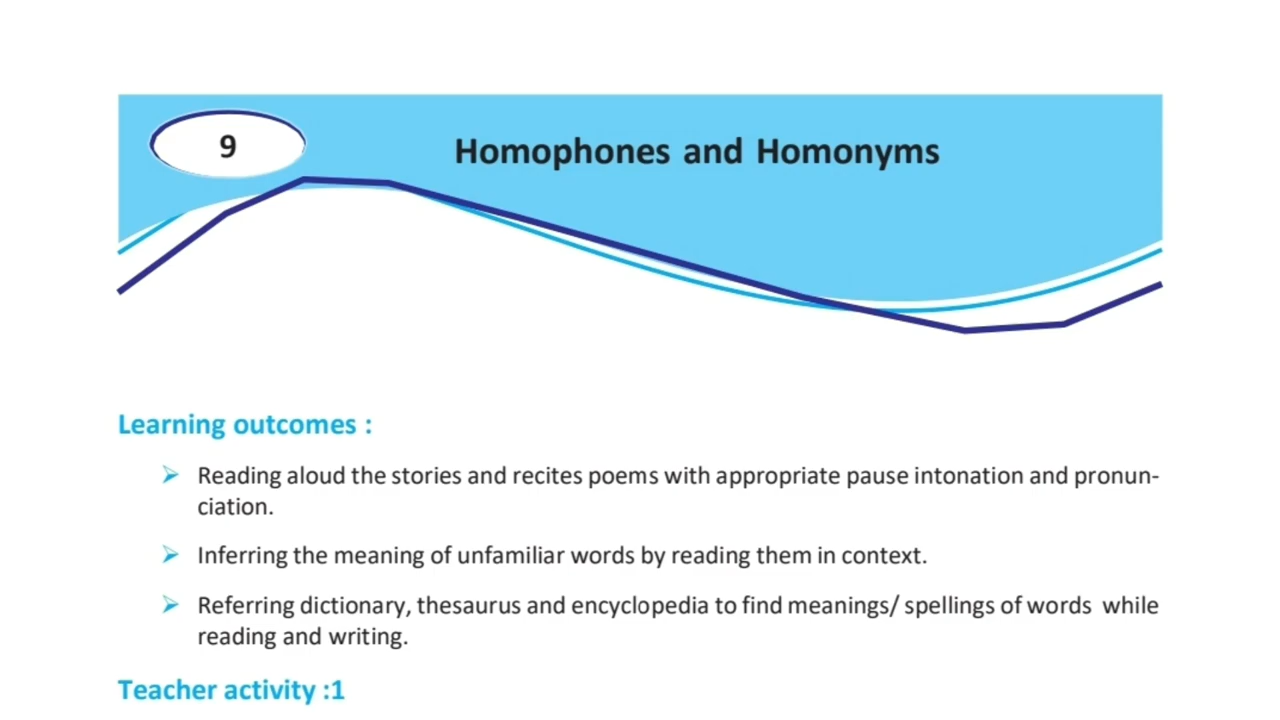 9
Homophones and Homonyms
Learning outcomes :
Reading aloud the stories and recites poems with appropriate pause intonation and pronun-
ciation.
Inferring the meaning of unfamiliar words by reading them in context.
Referring dictionary, thesaurus and encyclopedia to find meanings/ spellings of words while
reading and writing.
Teacher activity :1